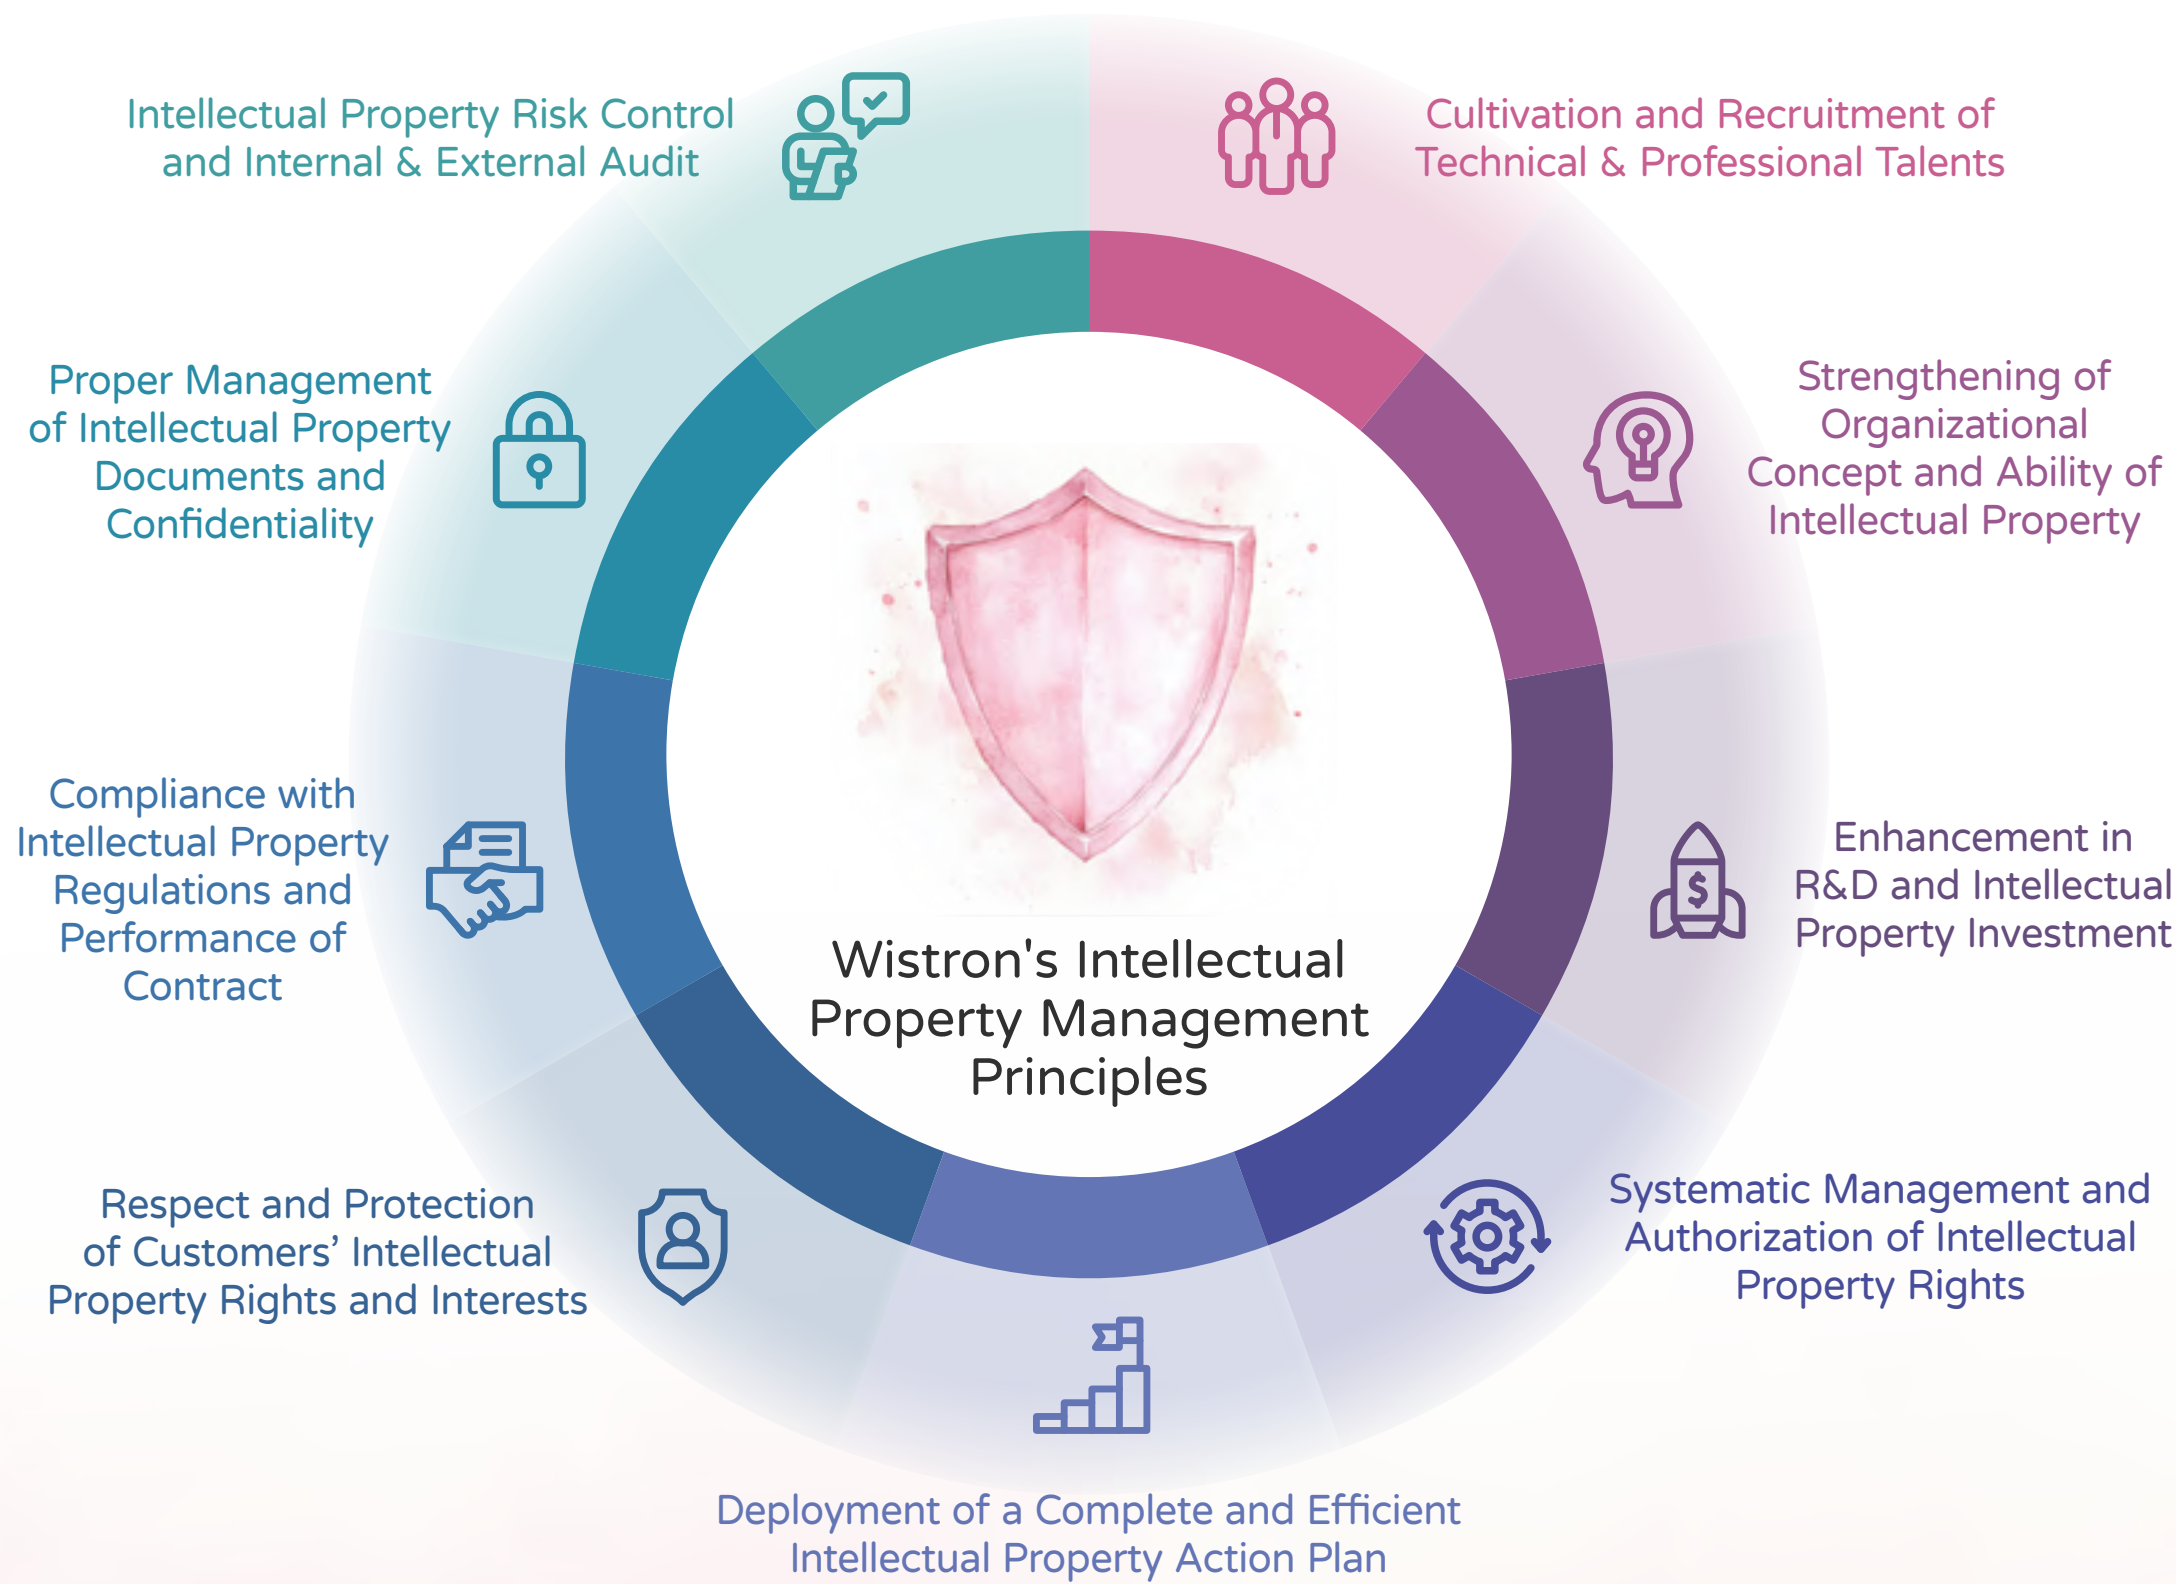 Intellectual Property Risk Control
and Internal & External Audit
Cultivation and Recruitment of
Technical & Professional Talents
Proper Management
of Intellectual Property
Documents and
Confidentiality
Strengthening of
Organizational
Concept and Ability of
Intellectual Property
Compliance with
Intellectual Property
Regulations and
Performance of
Contract
$
Enhancement in
R&D and Intellectual
Property Investment
Wistron's Intellectual
Property Management
Principles
Respect and Protection
of Customers’ Intellectual
Property Rights and Interests
Systematic Management and
Authorization of Intellectual
Property Rights
Deployment of a Complete and Efficient
Intellectual Property Action Plan